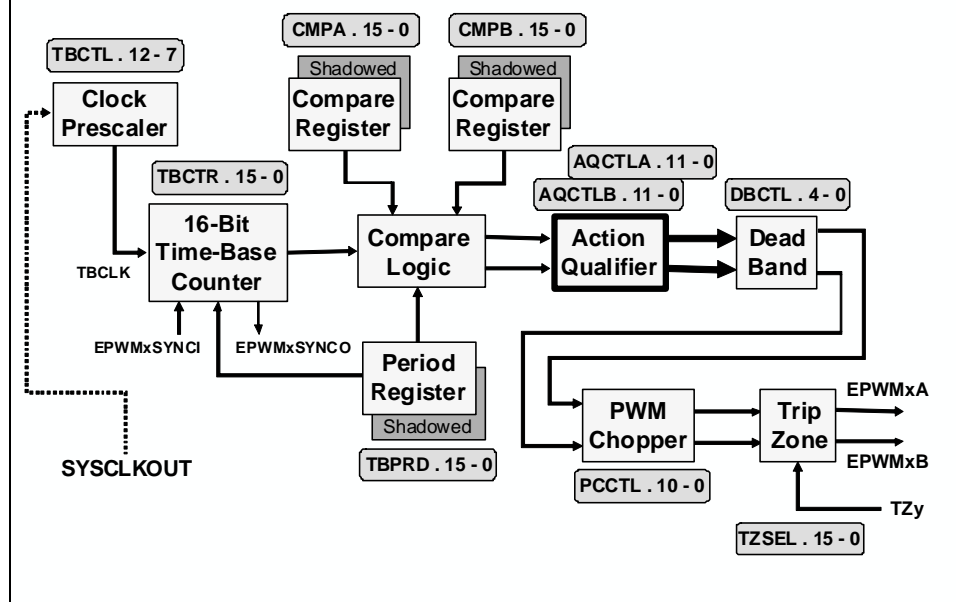 CMPA . 15 - 0
CMPB . 15 - 0
TBCTL . 12 - 7
Shadowed
Shadowed
Clock
Prescaler
Compare
Register
Compare
Register
AQCTLA . 11 - 0
TBCTR . 15 - 0
AQCTLB . 11 - 0
DBCTL . 4 - 0
16-Bit
Time-Base
Counter
Compare
Logic
Action
Qualifier
Dead
Band
TBCLK
EPWMxSYNCI
EPWMxSYNCO
Period
Register
Shadowed
TBPRD . 15 - 0
SYSCLKOUT
PWM
Chopper
Trip
Zone
EPWMxA
EPWMxB
PCCTL . 10 - 0
TZy
TZSEL . 15 - 0